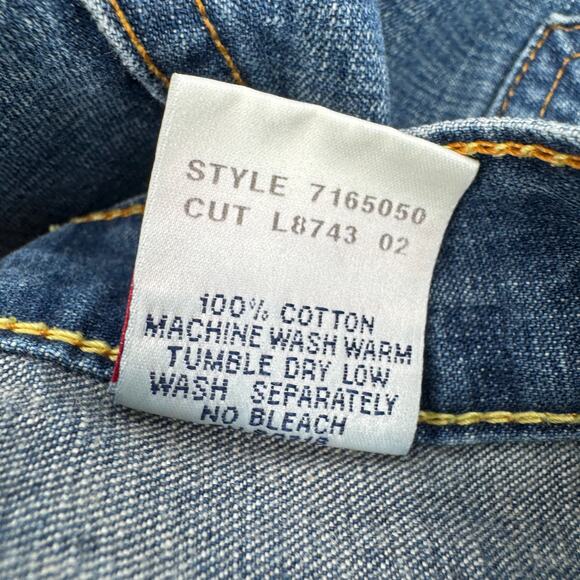 STYLE 7165050
CUT L8743 02
100% COTTON
MACHINE WASH WARM
TUMBLE DRY LOW
WASH SEPARATELY
NO BLEACH